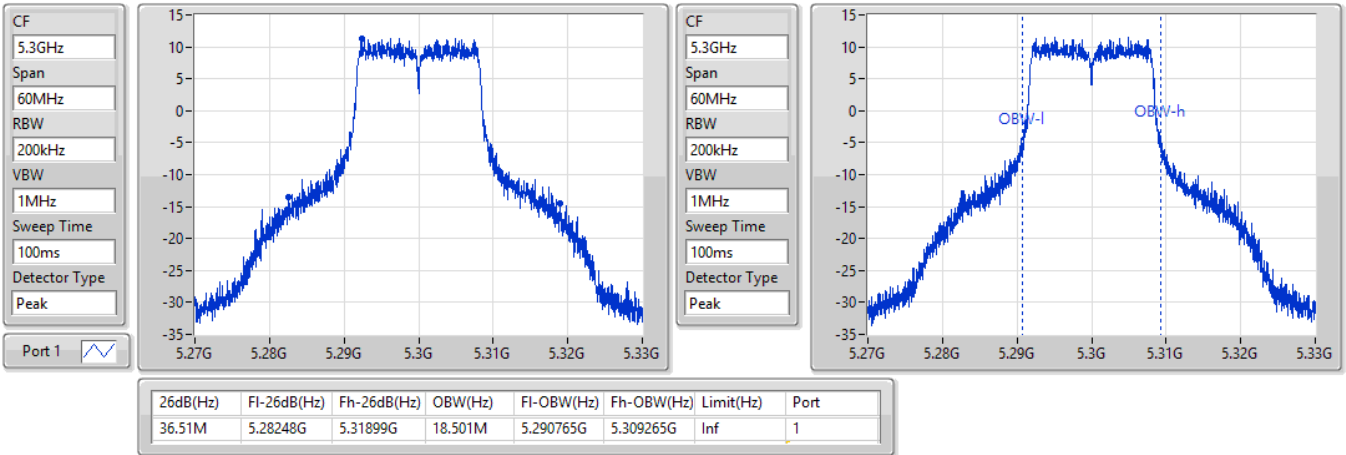 CF
5.3GHz
Span
60MHz
RBW
200kHz
VBW
1MHz
Sweep Time
100ms
Detector Type
Peak
Port 1
15
10
5
0
-5
-10
-15
-20
-25
-30
-35
5.27G 5.28G 5.29G 5.3G 5.31G 5.32G 5.33G
CF
5.3GHz
Span
60MHz
RBW
200kHz
VBW
1MHz
Sweep Time
100ms
Detector Type
Peak
15
10
5
0
-5
-10
-15
-20
-25
-30
-35
OBW-l
OBW-h
5.27G 5.28G 5.29G 5.3G 5.31G 5.32G 5.33G
26dB(Hz) Fl-26dB(Hz) Fh-26dB(Hz) OBW(Hz) Fl-OBW(Hz) Fh-OBW(Hz) Limit(Hz) Port
36.51M 5.28248G 5.31899G 18.501M 5.290765G 5.309265G Inf 1